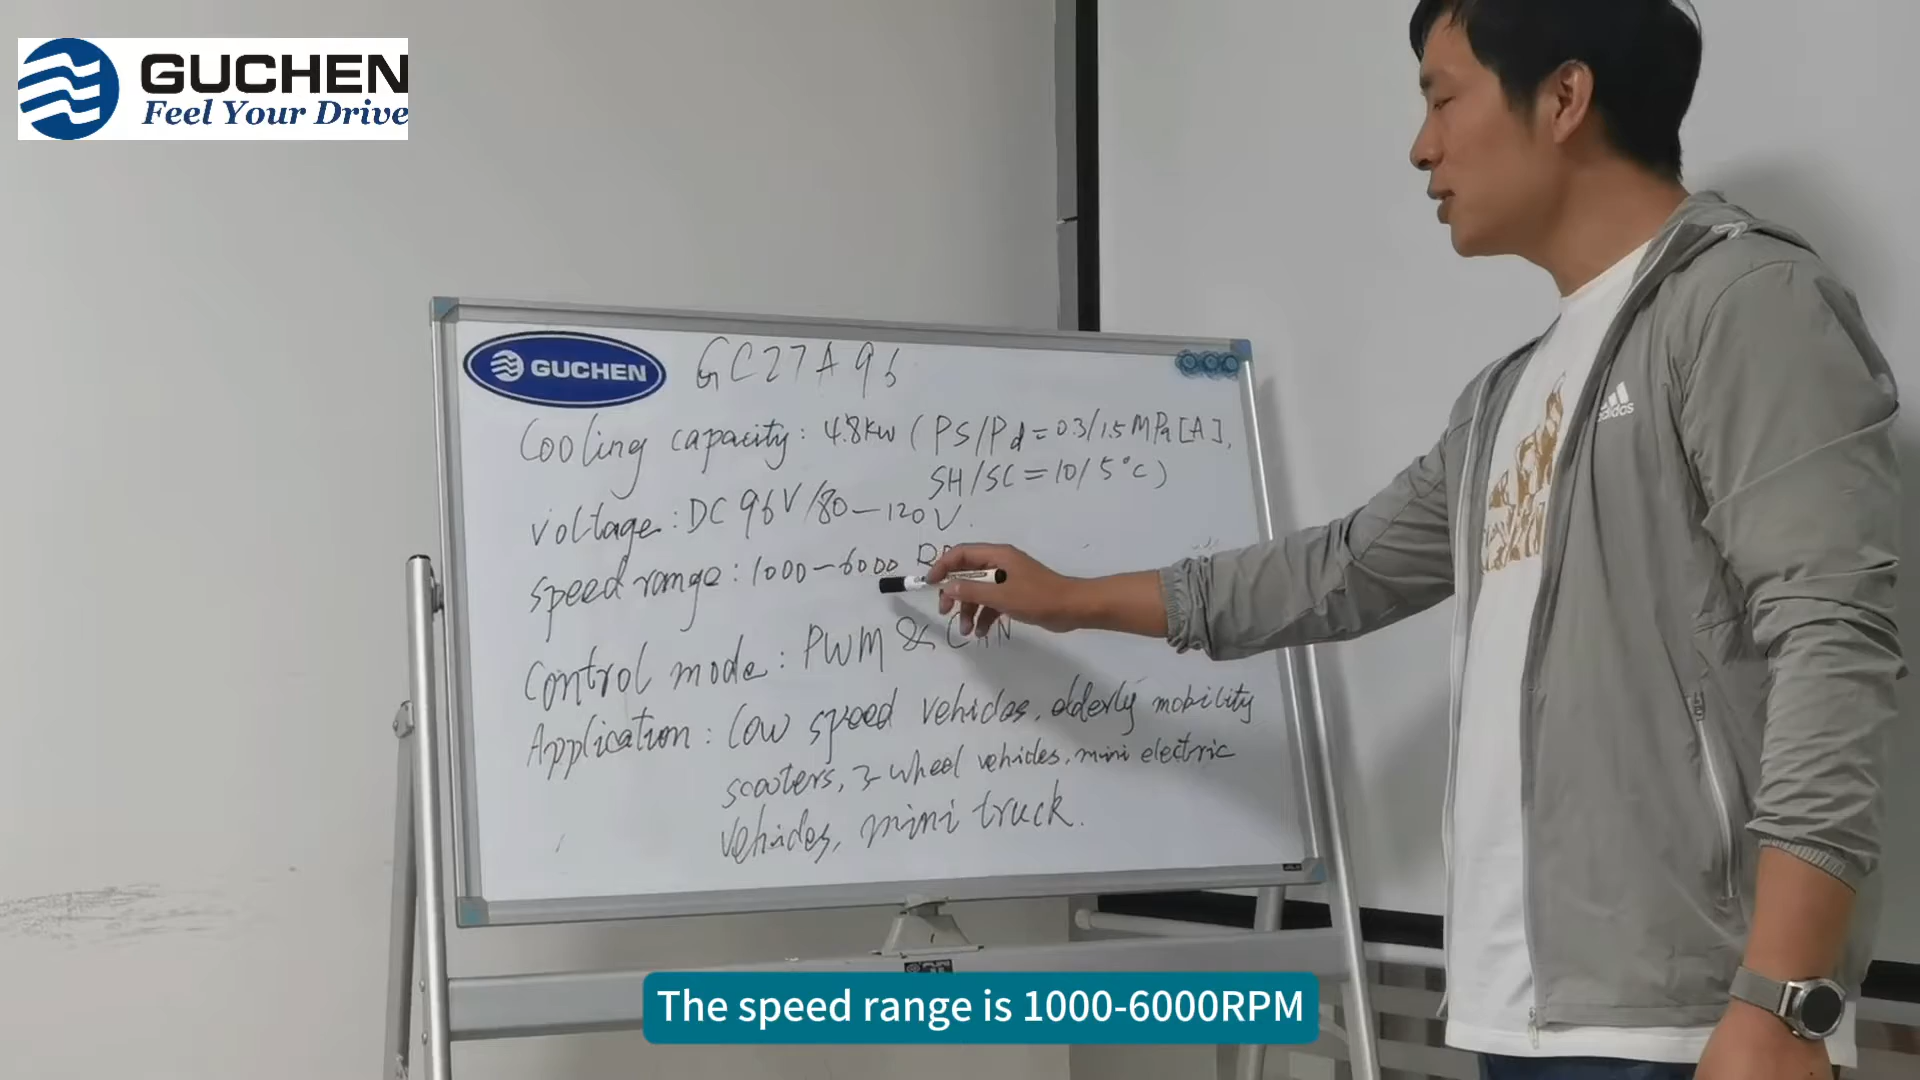 GUCHEN
Feel Your Drive
GUCHEN
GC27A96
Cooling capacity: 4.8kw (PS/Pd=0.3/1.5MPa[A],
SH/SC=10/5°C)
voltage: DC 96V/80-120V.
speed range: 1000-6000
Control mode: PWM & CAN
Application: Low speed vehicles, elderly mobility
scooters, 3-wheel vehicles, mini electric
vehicles, mini truck.
adidas
The speed range is 1000-6000RPM